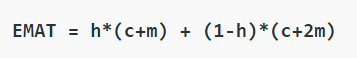 EMAT = h*(c+m) + (1-h)*(c+2m)